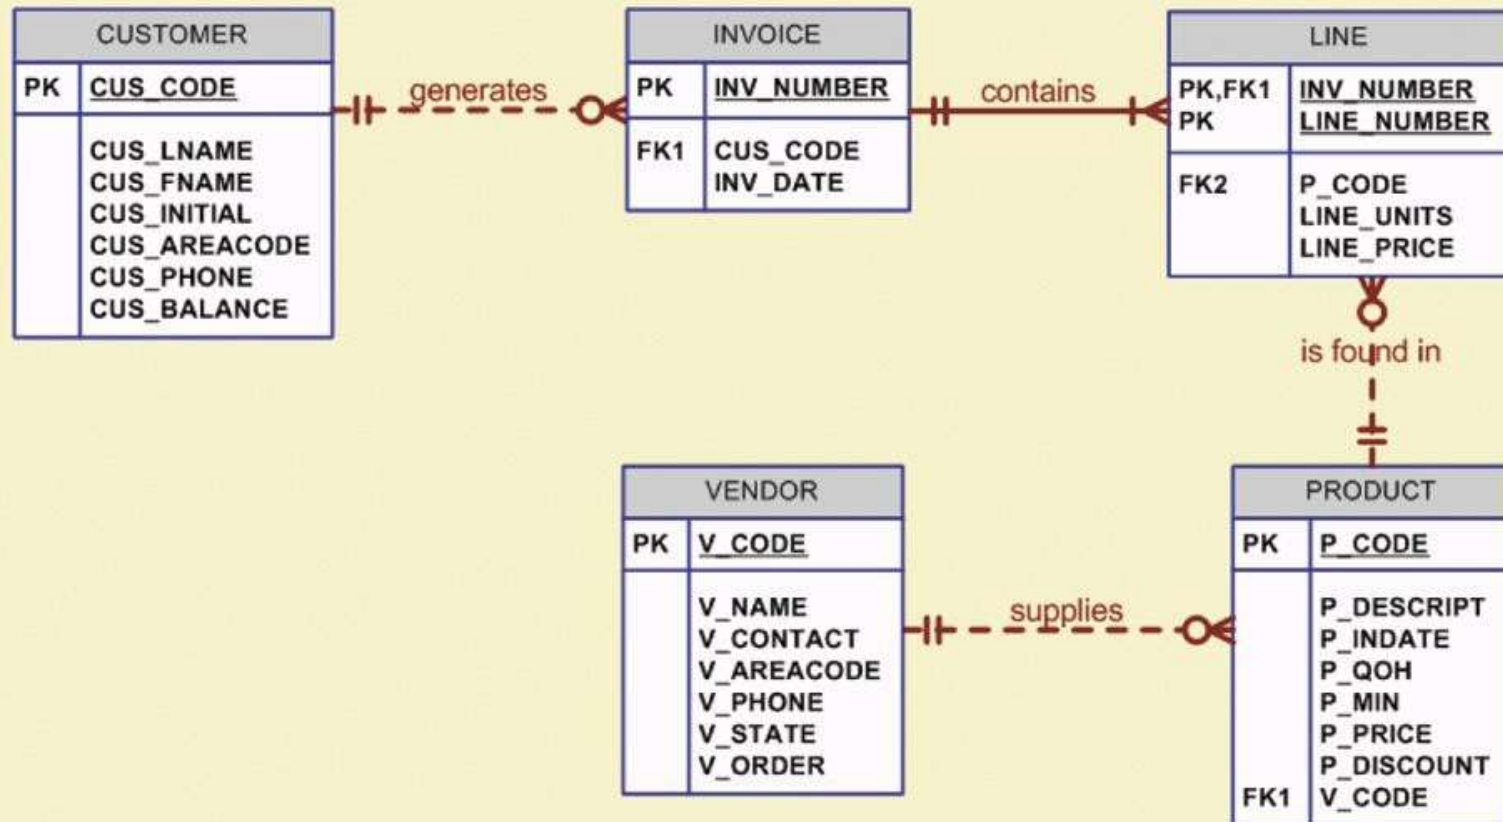 CUSTOMER
PK CUS_CODE
CUS_LNAME
CUS_FNAME
CUS_INITIAL
CUS_AREACODE
CUS_PHONE
CUS_BALANCE
generates
INVOICE
PK INV_NUMBER
FK1 CUS_CODE
INV_DATE
contains
LINE
PK,FK1 INV_NUMBER
PK LINE_NUMBER
FK2 P_CODE
LINE_UNITS
LINE_PRICE
is found in
VENDOR
PK V_CODE
V_NAME
V_CONTACT
V_AREACODE
V_PHONE
V_STATE
V_ORDER
supplies
PRODUCT
PK P_CODE
P_DESCRIPT
P_INDATE
P_QOH
P_MIN
P_PRICE
P_DISCOUNT
FK1 V_CODE